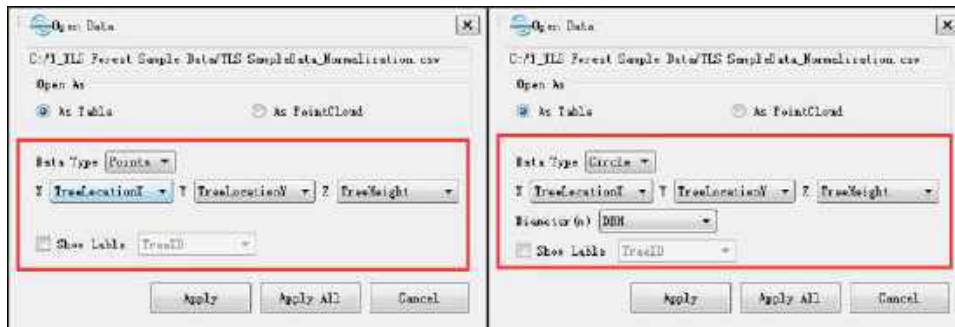 Open Data
C:/1_TLS Forest Sample Data/TLS SampleData_Normalization.csv
Open As
As Table As PointCloud
Data Type Points
X TreeLocationX Y TreeLocationY Z TreeHeight
Show Lable TreeID
Apply Apply All Cancel
Open Data
C:/1_TLS Forest Sample Data/TLS SampleData_Normalization.csv
Open As
As Table As PointCloud
Data Type Circle
X TreeLocationX Y TreeLocationY Z TreeHeight
Diameter(m) DBH
Show Lable TreeID
Apply Apply All Cancel